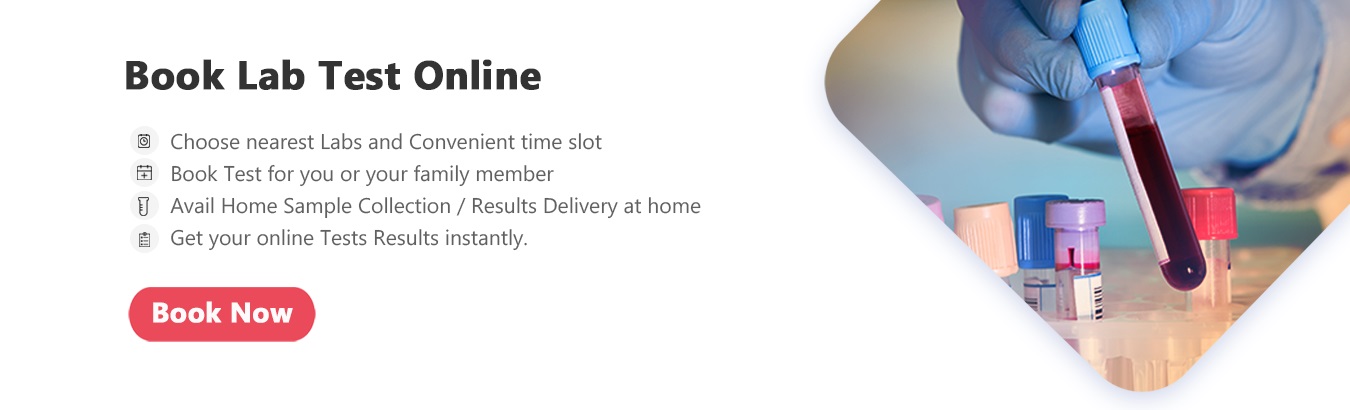 Book Lab Test Online
Choose nearest Labs and Convenient time slot
Book Test for you or your family member
Avail Home Sample Collection / Results Delivery at home
Get your online Tests Results instantly.
Book Now